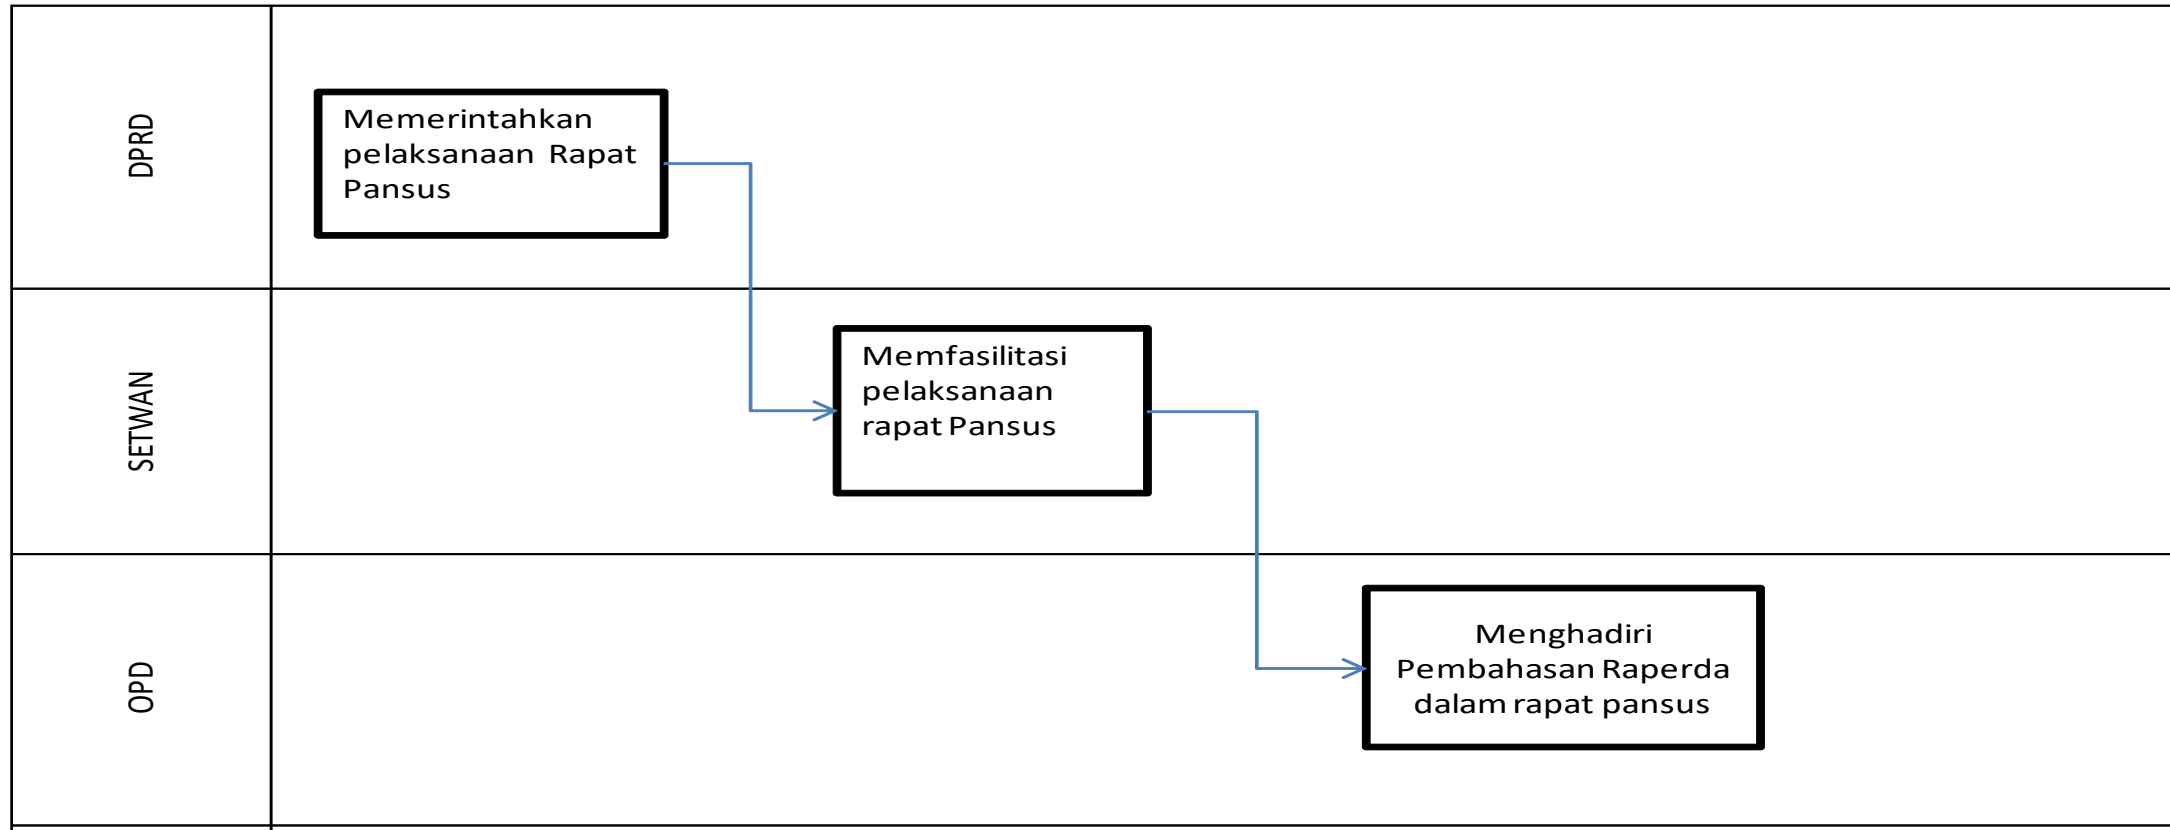 DPRD
Memerintahkan
pelaksanaan Rapat
Pansus
SETWAN
Memfasilitasi
pelaksanaan
rapat Pansus
OPD
Menghadiri
Pembahasan Raperda
dalam rapat pansus